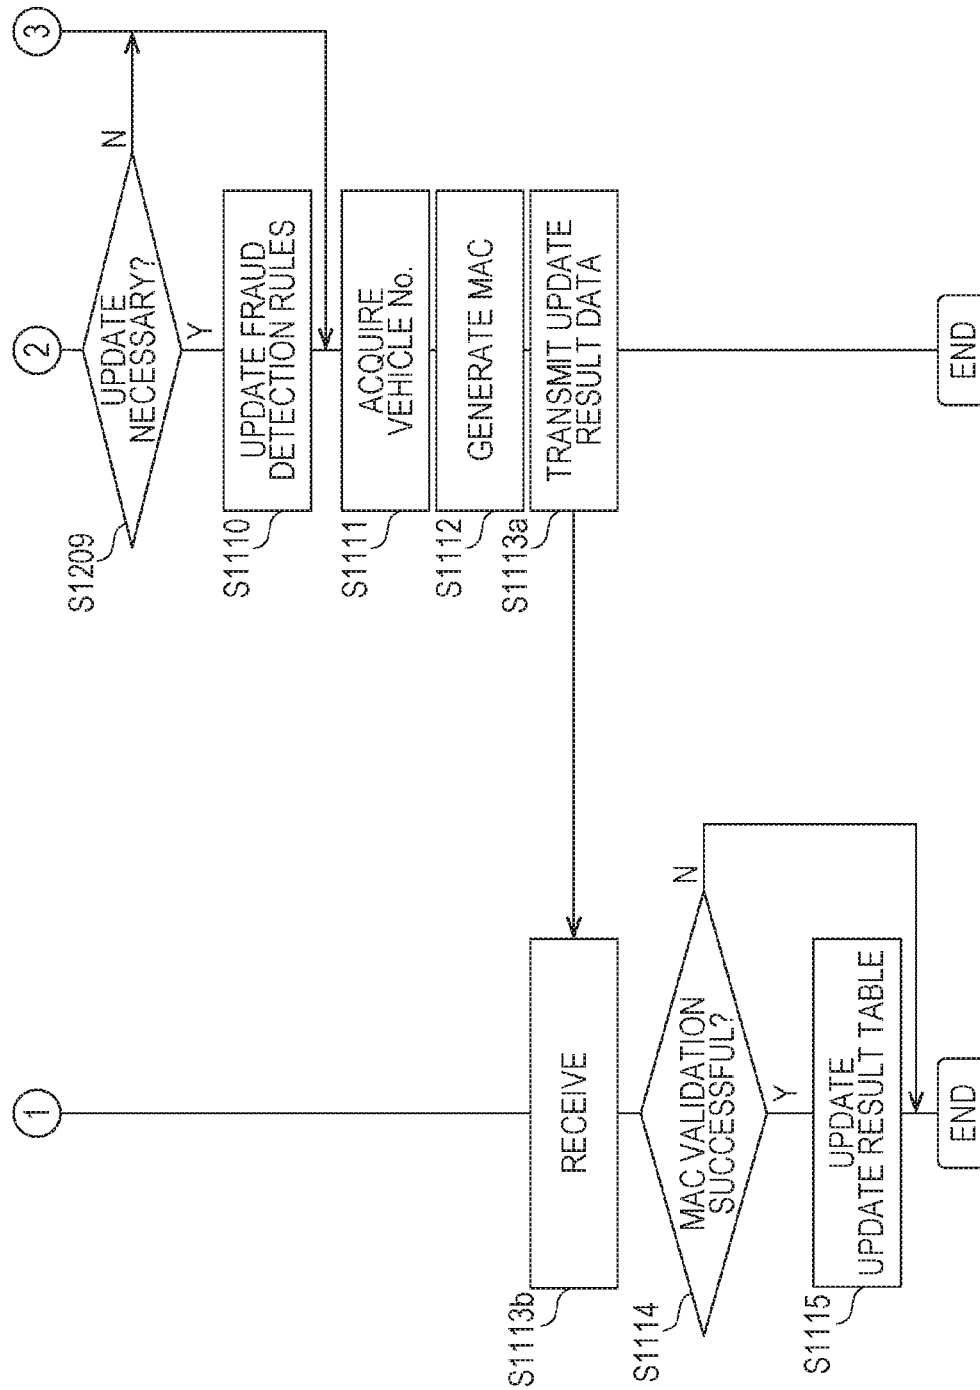 1
2
3
S1209
UPDATE
NECESSARY?
N
Y
S1110
UPDATE FRAUD
DETECTION RULES
S1111
ACQUIRE
VEHICLE No.
S1112
GENERATE MAC
S1113a
TRANSMIT UPDATE
RESULT DATA
S1113b
RECEIVE
S1114
MAC VALIDATION
SUCCESSFUL?
N
Y
S1115
UPDATE
UPDATE RESULT TABLE
END
END